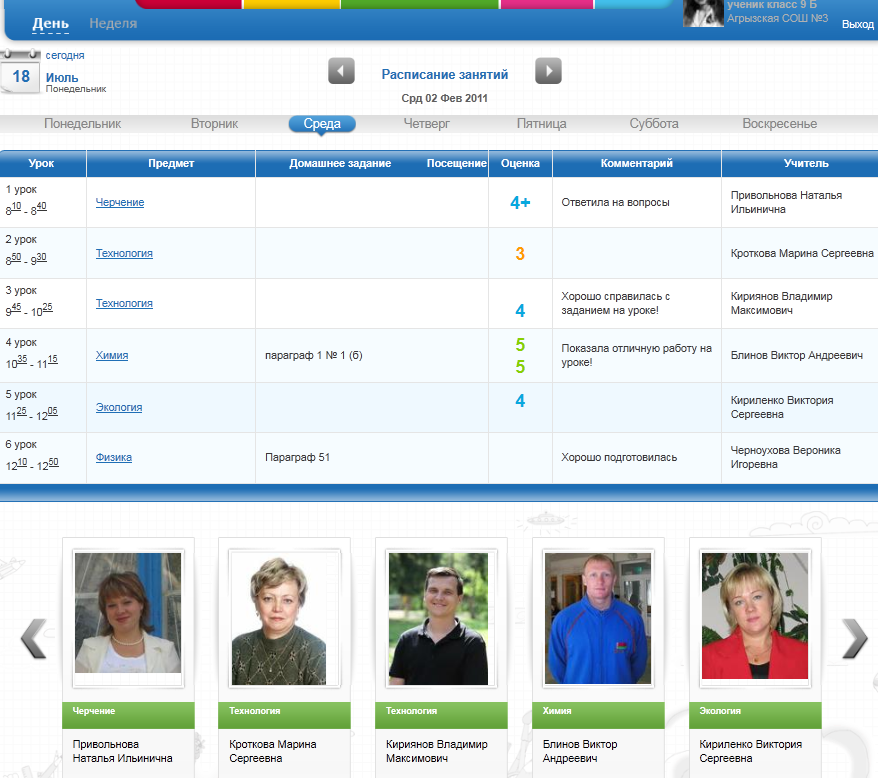 ученик класс 9 Б
День
Неделя
Агрызская СОШ №3
Выход
сегодня
18
Июль
Понедельник
Расписание занятий
Срд 02 Фев 2011
Понедельник
Вторник
Среда
Четверг
Пятница
Суббота
Воскресенье
Урок
Предмет
Домашнее задание
Посещение
Оценка
Комментарий
Учитель
1 урок
8 10 - 8 40
Черчение
4+
Ответила на вопросы
Привольнова Наталья
Ильинична
2 урок
8 50 - 9 30
Технология
3
Кроткова Марина Сергеевна
3 урок
9 45 - 10 25
Технология
4
Хорошо справилась с
заданием на уроке!
Кириянов Владимир
Максимович
4 урок
10 35 - 11 15
Химия
параграф 1 № 1 (б)
5
5
Показала отличную работу на
уроке!
Блинов Виктор Андреевич
5 урок
11 25 - 12 05
Экология
4
Кириленко Виктория
Сергеевна
6 урок
12 10 - 12 50
Физика
Параграф 51
Хорошо подготовилась
Черноухова Вероника
Игоревна
Черчение
Привольнова
Наталья Ильинична
Технология
Кроткова Марина
Сергеевна
Технология
Кириянов Владимир
Максимович
Химия
Блинов Виктор
Андреевич
Экология
Кириленко Виктория
Сергеевна